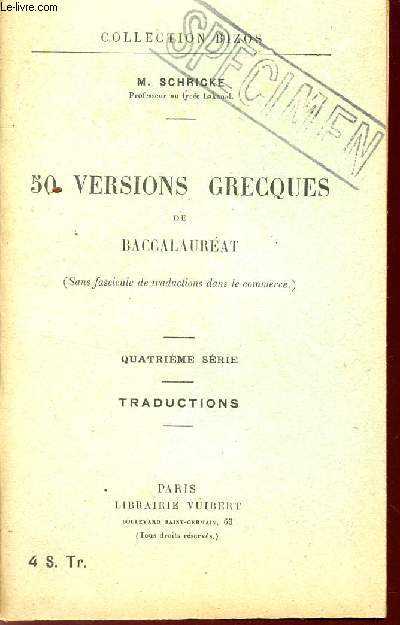 Le-livre.com
COLLECTION BIZOS
SPECIMEN
M. SCHRICKE
Professeur au lycée Lakanal.
50 VERSIONS GRECQUES
DE
BACCALAURÉAT
(Sans fascicule de traductions dans le commerce.)
QUATRIÈME SÉRIE
TRADUCTIONS
PARIS
LIBRAIRIE VUIBERT
BOULEVARD SAINT-GERMAIN, 63
(Tous droits réservés.)
4 S. Tr.